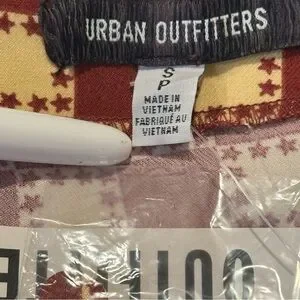 URBAN OUTFITTERS
S
P
MADE IN
VIETNAM
FABRIQUÉ AU
VIETNAM